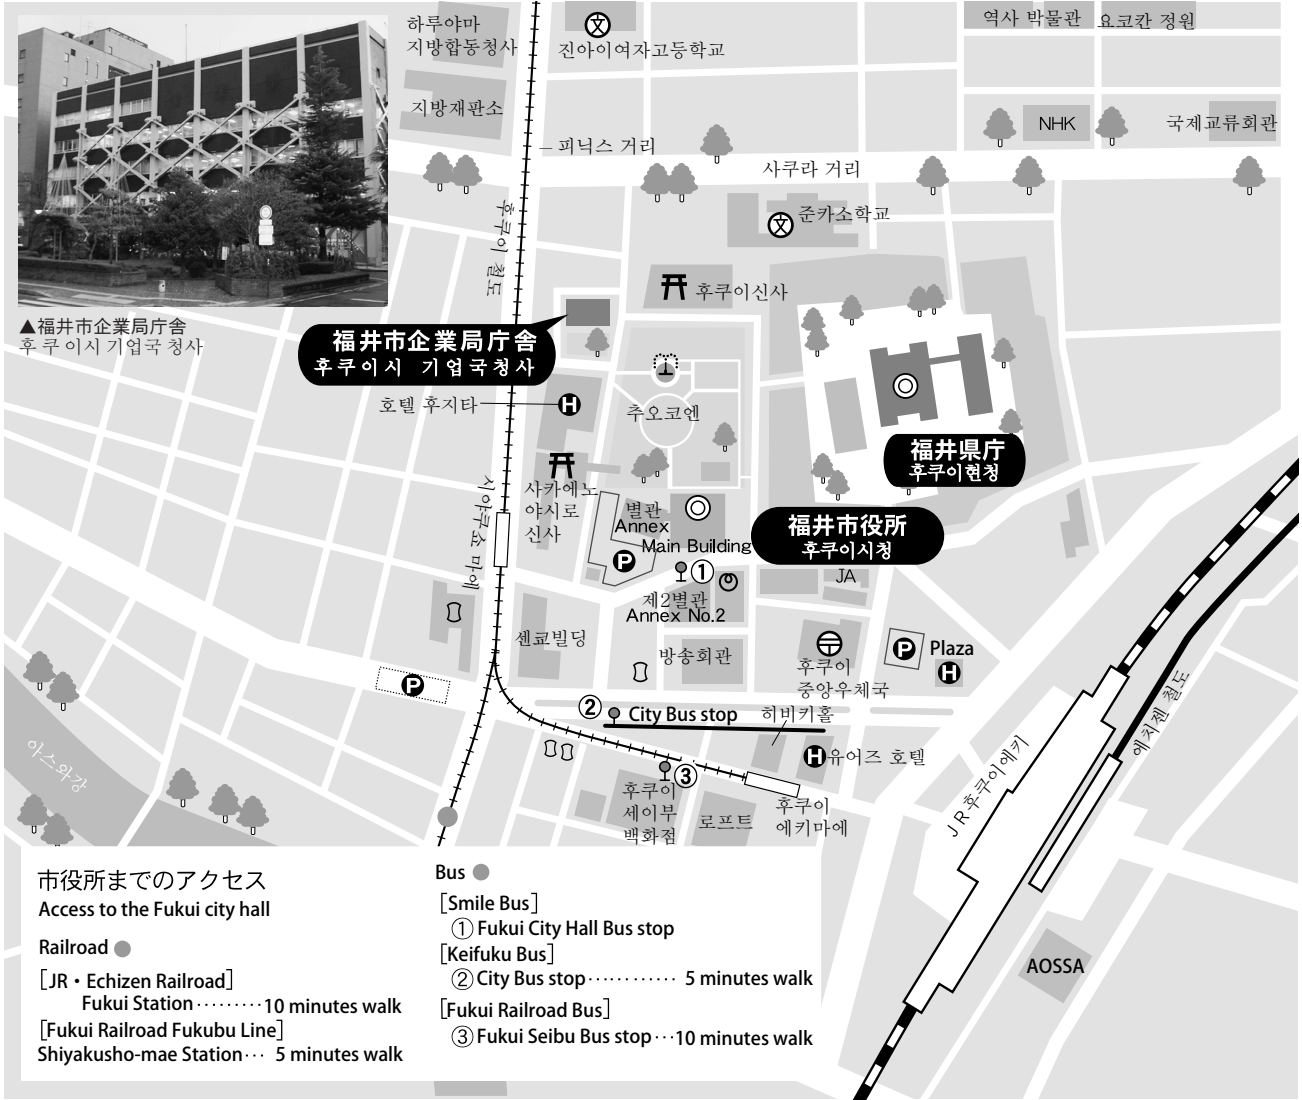 하루야마
지방합동청사
진아이여자고등학교
역사 박물관
요코칸 정원
지방재판소
NHK
국제교류회관
피닉스 거리
사쿠라 거리
文
준카소학교
文
후쿠이 철도
후쿠이신사
▲福井市企業局庁舎
후쿠이시 기업국 청사
福井市企業局庁舎
후쿠이시 기업국청사
호텔 후지타
H
추오코엔
福井県庁
후쿠이현청
시야쿠쇼 마에
사카에노
야시로
신사
별관
Annex
Main Building
福井市役所
후쿠이시청
P
①
JA
제2별관
Annex No.2
센쿄빌딩
방송회관
후쿠이
중앙우체국
P
Plaza
H
P
②
City Bus stop
히비키홀
H
유어즈 호텔
③
후쿠이
세이부
백화점
로프트
후쿠이
에키마에
JR후쿠이에키
에치젠 철도
아스와강
AOSSA
市役所までのアクセス
Access to the Fukui city hall
Railroad ●
[JR・Echizen Railroad]
Fukui Station ········· 10 minutes walk
[Fukui Railroad Fukubu Line]
Shiyakusho-mae Station ··· 5 minutes walk
Bus ●
[Smile Bus]
① Fukui City Hall Bus stop
[Keifuku Bus]
② City Bus stop ············ 5 minutes walk
[Fukui Railroad Bus]
③ Fukui Seibu Bus stop ··· 10 minutes walk